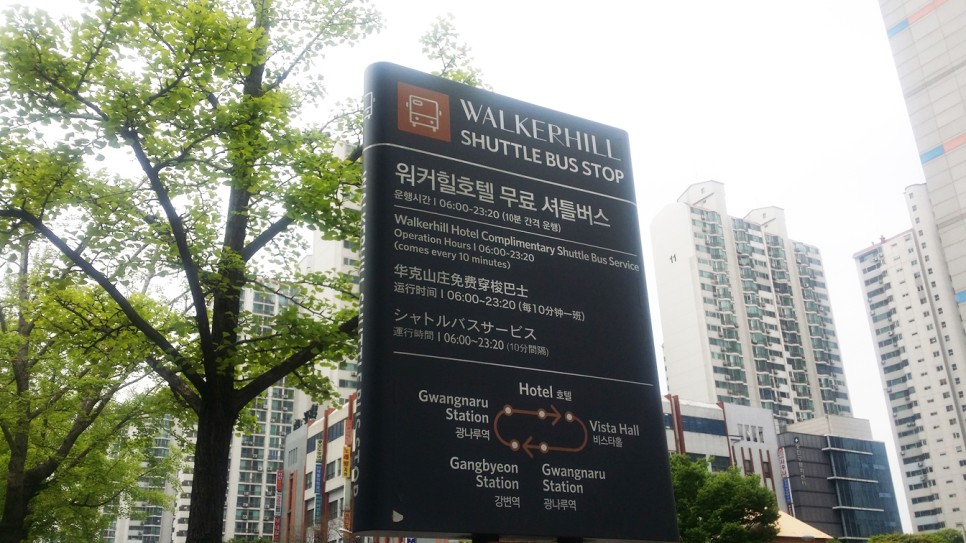 WALKERHILL
SHUTTLE BUS STOP
워커힐호텔 무료 셔틀버스
운행시간 | 06:00-23:20 (10분 간격 운행)
Walkerhill Hotel Complimentary Shuttle Bus Service
Operation Hours | 06:00-23:20
(comes every 10 minutes)
华克山庄免费穿梭巴士
运行时间 | 06:00~23:20 (每10分钟一班)
シャトルバスサービス
運行時間 | 06:00~23:20 (10分間隔)
Hotel 호텔
Gwangnaru
Station
광나루역
Vista Hall
비스타홀
Gangbyeon
Station
강변역
Gwangnaru
Station
광나루역